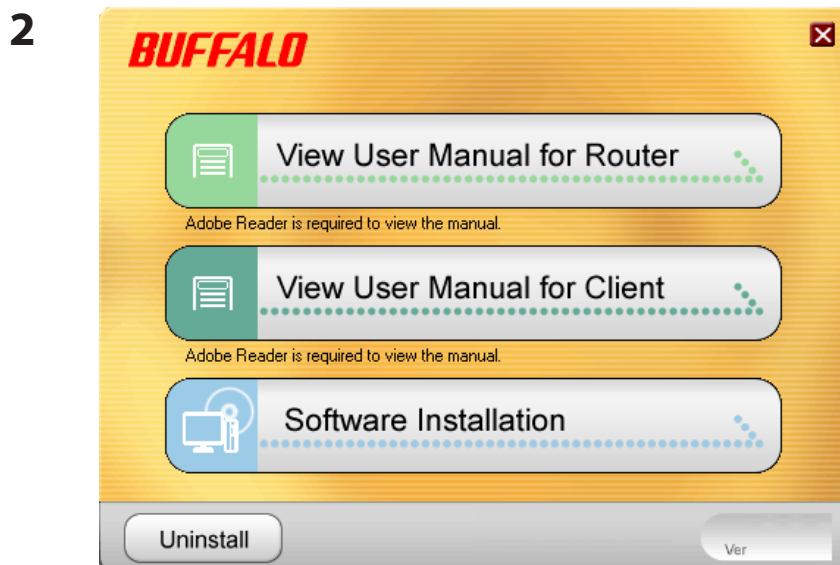 2
BUFFALO
View User Manual for Router
Adobe Reader is required to view the manual.
View User Manual for Client
Adobe Reader is required to view the manual.
Software Installation
Uninstall
Ver